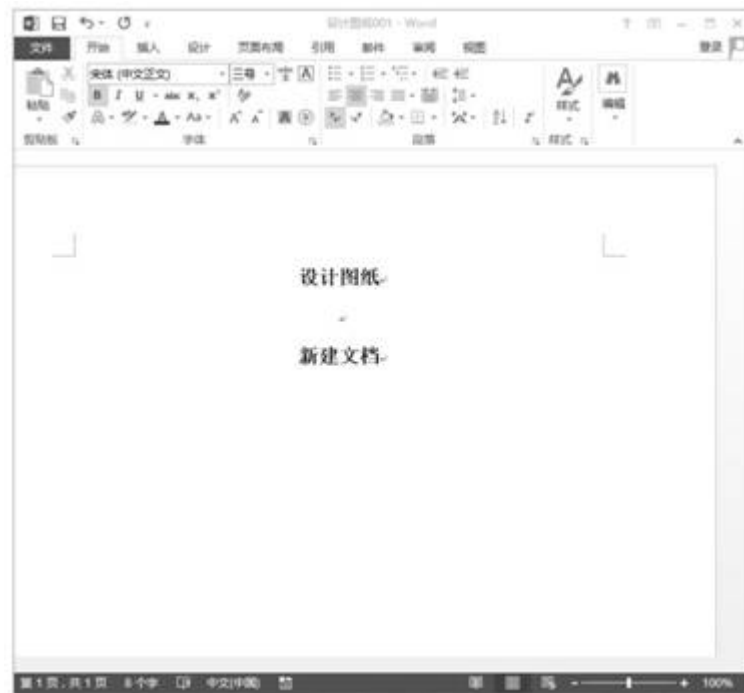 设计图纸001 - Word
文件 开始 插入 设计 页面布局 引用 邮件 审阅 视图 登录
宋体 (中文正文) 三号
粘贴 B I U abc x, x' Aa 样式 编辑
剪贴板 字体 段落 样式
设计图纸
新建文档
第 1 页，共 1 页 8 个字 中文(中国) 100%